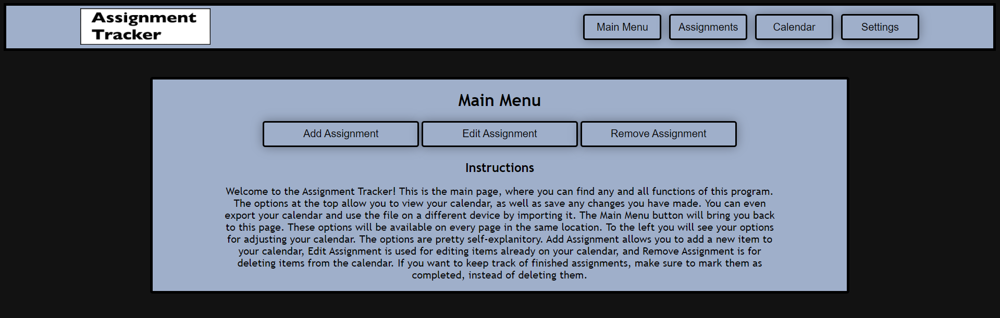 Assignment
Tracker
Main Menu
Assignments
Calendar
Settings
Main Menu
Add Assignment
Edit Assignment
Remove Assignment
Instructions
Welcome to the Assignment Tracker! This is the main page, where you can find any and all functions of this program.
The options at the top allow you to view your calendar, as well as save any changes you have made. You can even
export your calendar and use the file on a different device by importing it. The Main Menu button will bring you back
to this page. These options will be available on every page in the same location. To the left you will see your options
for adjusting your calendar. The options are pretty self-explanitory. Add Assignment allows you to add a new item to
your calendar, Edit Assignment is used for editing items already on your calendar, and Remove Assignment is for
deleting items from the calendar. If you want to keep track of finished assignments, make sure to mark them as
completed, instead of deleting them.